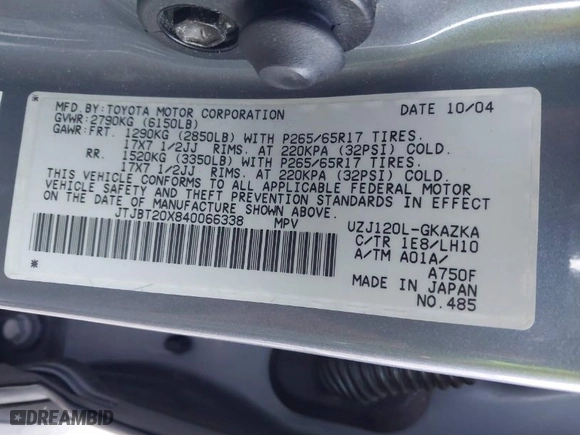 MFD.BY:TOYOTA MOTOR CORPORATION DATE 10/04
GVWR:2790KG (6150LB)
GAWR:FRT. 1290KG (2850LB) WITH P265/65R17 TIRES.
17X7 1/2JJ RIMS. AT 220KPA (32PSI) COLD.
RR. 1520KG (3350LB) WITH P265/65R17 TIRES.
17X7 1/2JJ RIMS. AT 220KPA (32PSI) COLD.
THIS VEHICLE CONFORMS TO ALL APPLICABLE FEDERAL MOTOR
VEHICLE SAFETY AND THEFT PREVENTION STANDARDS IN EFFECT
ON THE DATE OF MANUFACTURE SHOWN ABOVE.
JTJBT20X840066338 MPV UZJ120L-GKAZKA
C/TR 1E8/LH10
A/TM A01A/
A750F
MADE IN JAPAN
NO.485
DREAMBID